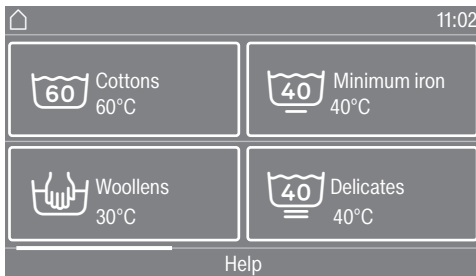 11:02
60 Cottons
60°C
40 Minimum iron
40°C
Woollens
30°C
40 Delicates
40°C
Help